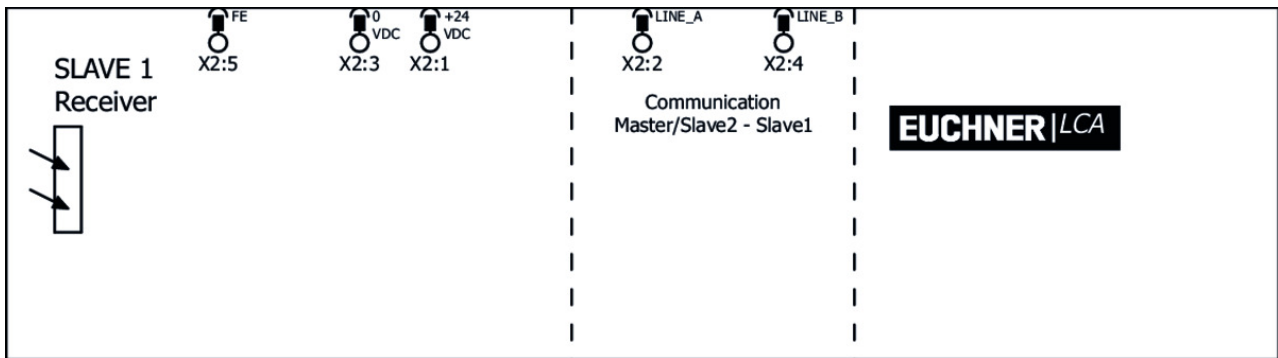 FE
0
VDC
+24
VDC
LINE_A
LINE_B
X2:5
X2:3
X2:1
X2:2
X2:4
SLAVE 1
Receiver
Communication
Master/Slave2 - Slave1
EUCHNER|LCA